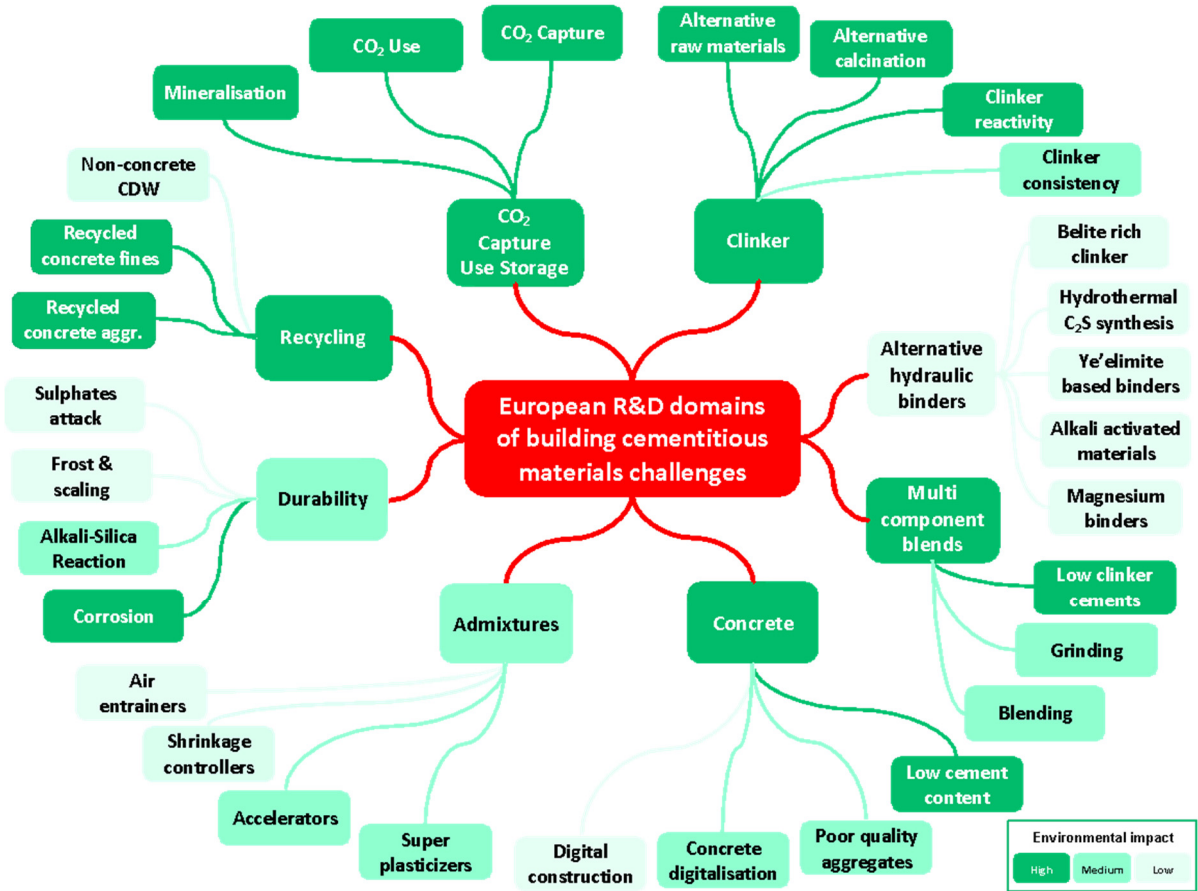 CO₂ Use
CO₂ Capture
Mineralisation
CO₂
Capture
Use Storage
Alternative
raw materials
Alternative
calcination
Clinker
reactivity
Clinker
consistency
Clinker
Non-concrete
CDW
Recycled
concrete fines
Recycled
concrete aggr.
Recycling
Belite rich
clinker
Hydrothermal
C₂S synthesis
Ye'elimite
based binders
Alkali activated
materials
Magnesium
binders
Alternative
hydraulic
binders
European R&D domains
of building cementitious
materials challenges
Sulphates
attack
Frost &
scaling
Alkali-Silica
Reaction
Corrosion
Durability
Multi
component
blends
Low clinker
cements
Grinding
Blending
Admixtures
Air
entrainers
Shrinkage
controllers
Accelerators
Super
plasticizers
Concrete
Digital
construction
Concrete
digitalisation
Poor quality
aggregates
Low cement
content
Environmental impact
High
Medium
Low